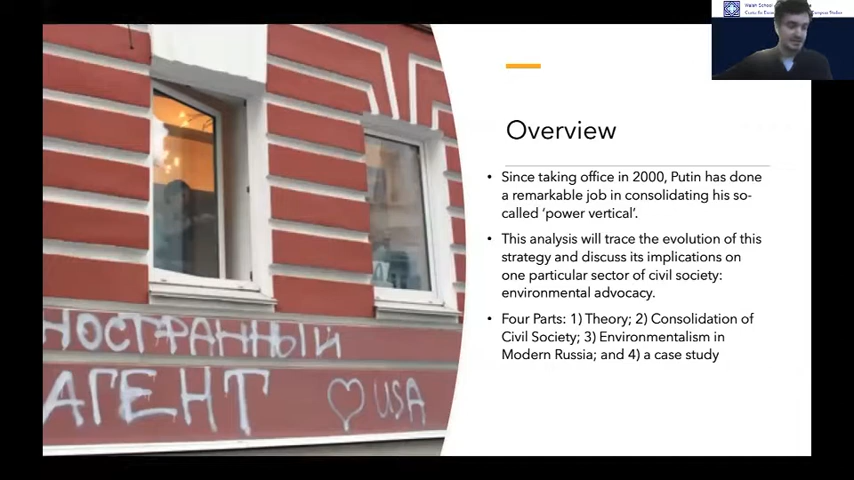 Overview
• Since taking office in 2000, Putin has done
a remarkable job in consolidating his so-
called ‘power vertical’.
• This analysis will trace the evolution of this
strategy and discuss its implications on
one particular sector of civil society:
environmental advocacy.
• Four Parts: 1) Theory; 2) Consolidation of
Civil Society; 3) Environmentalism in
Modern Russia; and 4) a case study
НОСТРАННЫЙ
АГЕНТ ♡ USA